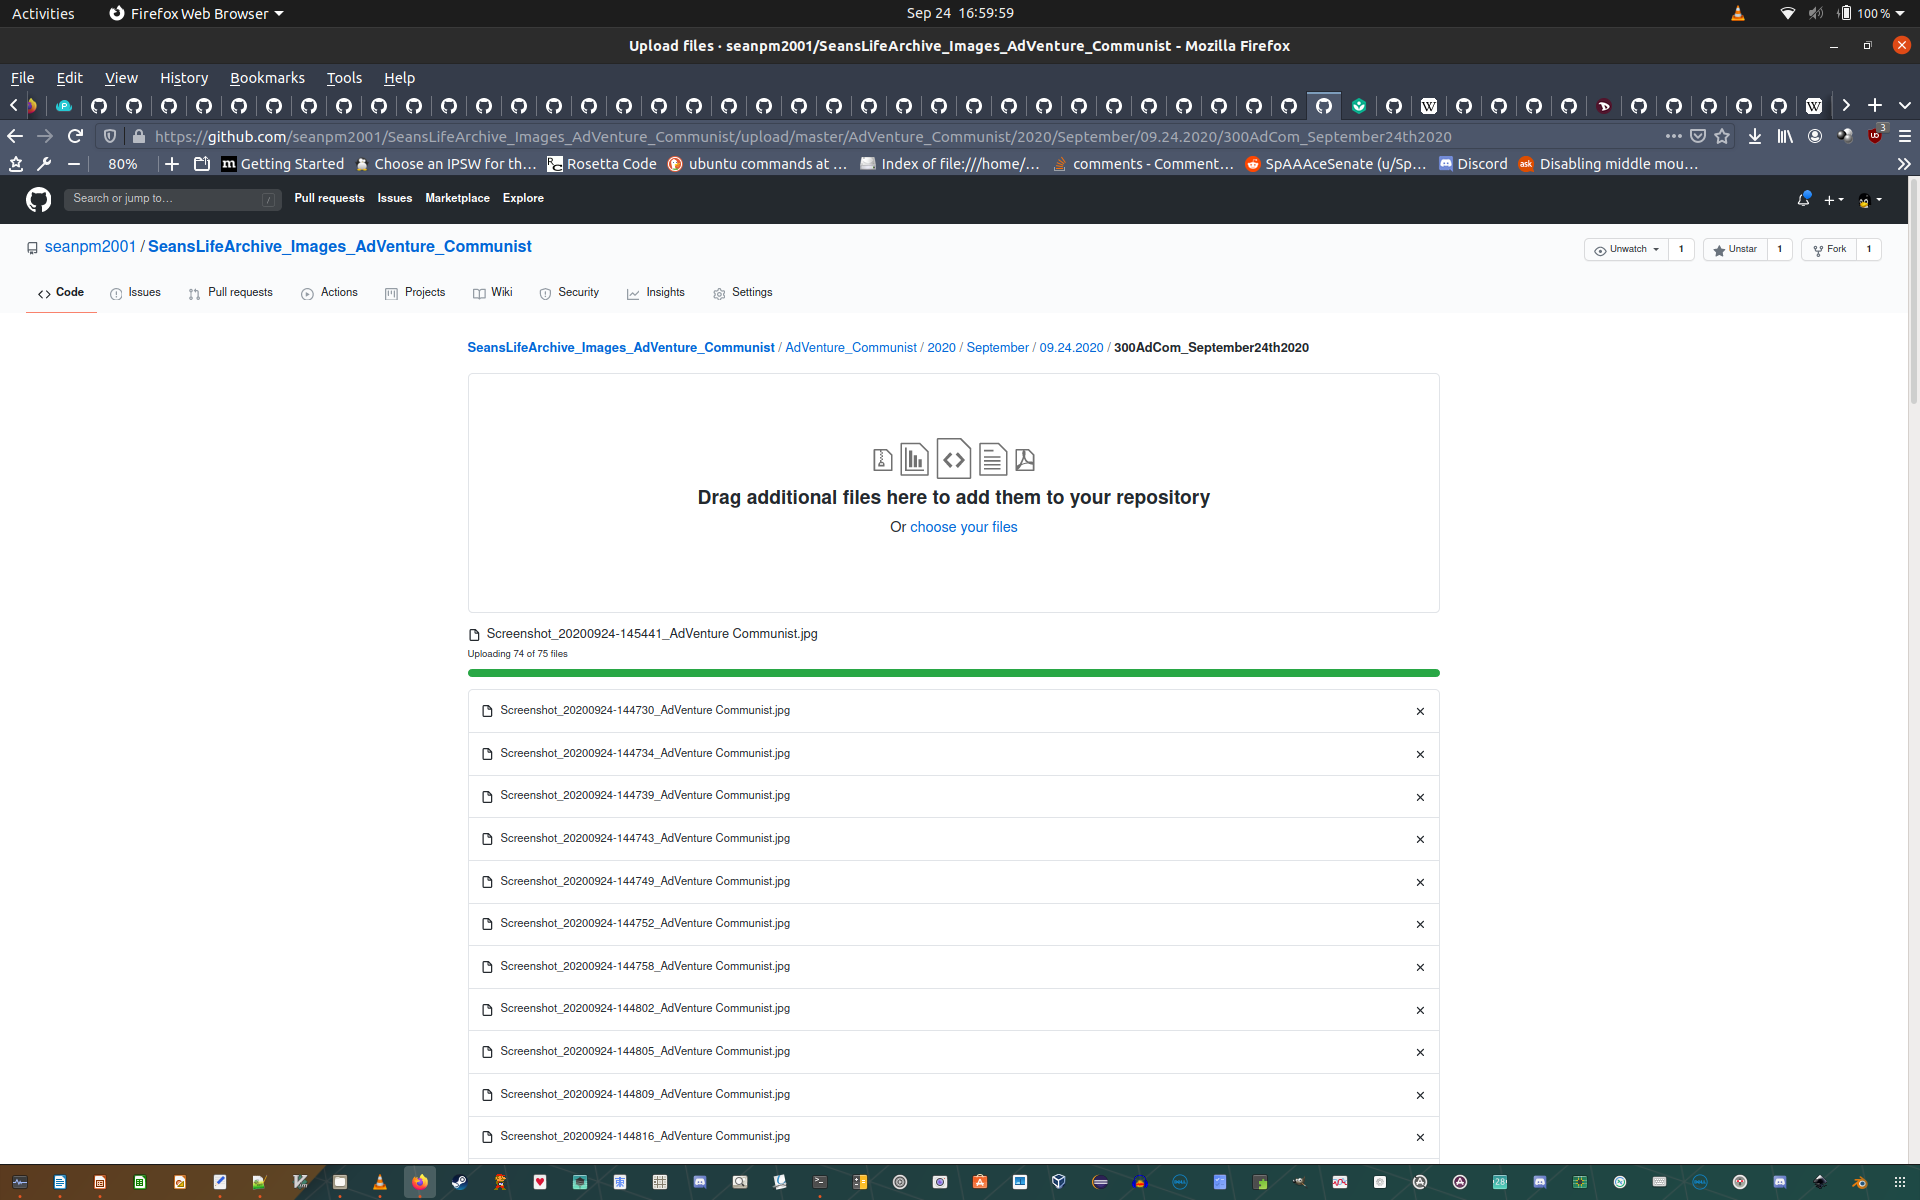 Activities
Firefox Web Browser
Sep 24 16:59:59
100 %
Upload files · seanpm2001/SeansLifeArchive_Images_AdVenture_Communist - Mozilla Firefox
File Edit View History Bookmarks Tools Help
https://github.com/seanpm2001/SeansLifeArchive_Images_AdVenture_Communist/upload/master/AdVenture_Communist/2020/September/09.24.2020/300AdCom_September24th2020
3
80%
Getting Started
Choose an IPSW for th…
Rosetta Code
ubuntu commands at …
Index of file:///home/…
comments - Comment…
SpAAAceSenate (u/Sp…
Discord
Disabling middle mou…
Search or jump to…
/
Pull requests
Issues
Marketplace
Explore
seanpm2001 / SeansLifeArchive_Images_AdVenture_Communist
Unwatch 1
Unstar 1
Fork 1
Code
Issues
Pull requests
Actions
Projects
Wiki
Security
Insights
Settings
SeansLifeArchive_Images_AdVenture_Communist / AdVenture_Communist / 2020 / September / 09.24.2020 / 300AdCom_September24th2020
Drag additional files here to add them to your repository
Or choose your files
Screenshot_20200924-145441_AdVenture Communist.jpg
Uploading 74 of 75 files
Screenshot_20200924-144730_AdVenture Communist.jpg
Screenshot_20200924-144734_AdVenture Communist.jpg
Screenshot_20200924-144739_AdVenture Communist.jpg
Screenshot_20200924-144743_AdVenture Communist.jpg
Screenshot_20200924-144749_AdVenture Communist.jpg
Screenshot_20200924-144752_AdVenture Communist.jpg
Screenshot_20200924-144758_AdVenture Communist.jpg
Screenshot_20200924-144802_AdVenture Communist.jpg
Screenshot_20200924-144805_AdVenture Communist.jpg
Screenshot_20200924-144809_AdVenture Communist.jpg
Screenshot_20200924-144816_AdVenture Communist.jpg